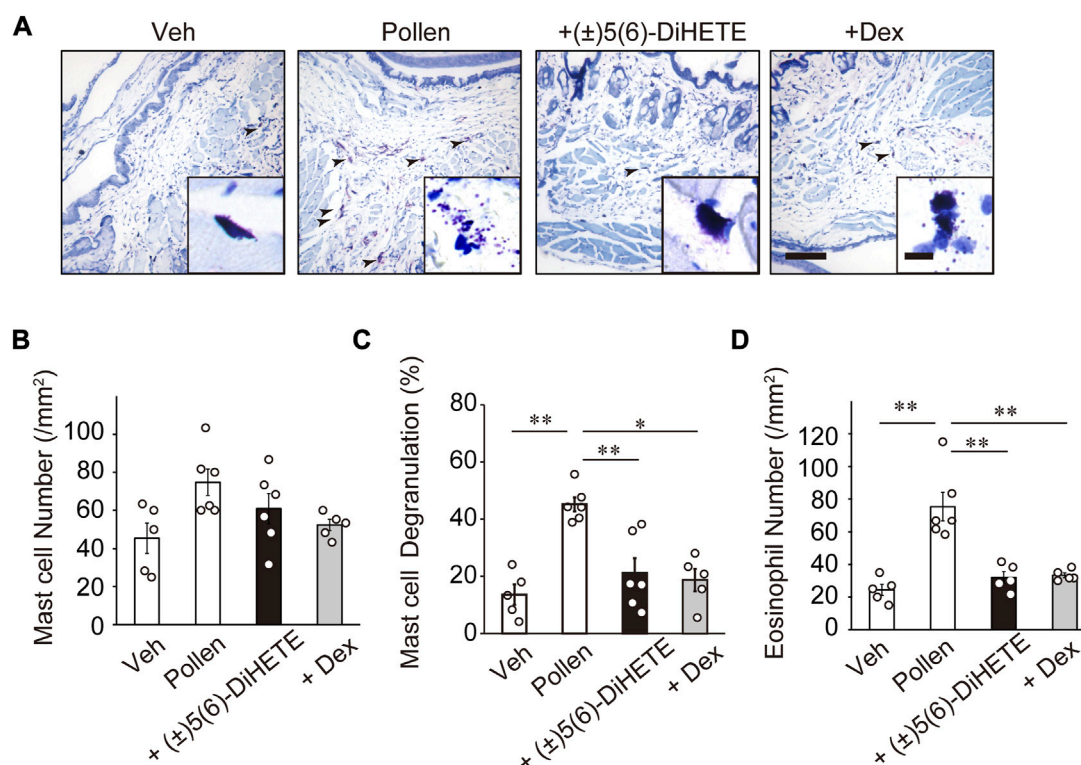 A
Veh
Pollen
+(±)5(6)-DiHETE
+Dex
B
Mast cell Number (/mm²)
100
80
60
40
20
0
Veh
Pollen
+ (±)5(6)-DiHETE
+ Dex
C
Mast cell Degranulation (%)
80
60
40
20
0
**
*
**
Veh
Pollen
+ (±)5(6)-DiHETE
+ Dex
D
Eosinophil Number (/mm²)
120
100
80
60
40
20
0
**
**
**
Veh
Pollen
+ (±)5(6)-DiHETE
+ Dex